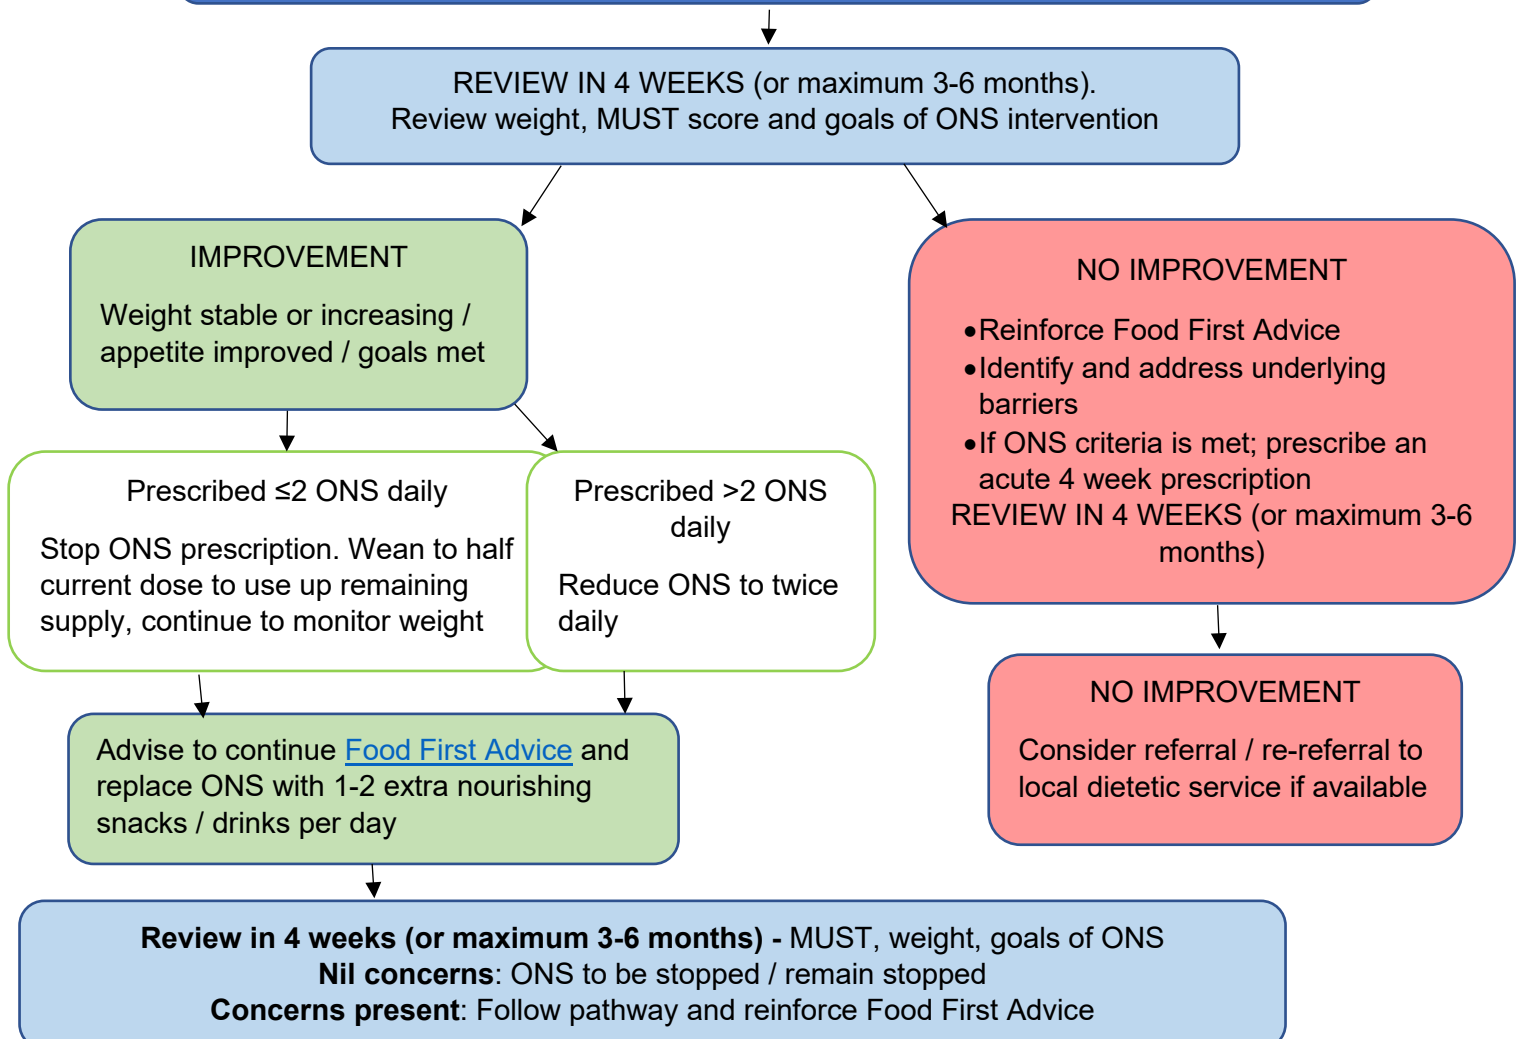 REVIEW IN 4 WEEKS (or maximum 3-6 months).
Review weight, MUST score and goals of ONS intervention
IMPROVEMENT
Weight stable or increasing /
appetite improved / goals met
NO IMPROVEMENT
•Reinforce Food First Advice
•Identify and address underlying
barriers
•If ONS criteria is met; prescribe an
acute 4 week prescription
REVIEW IN 4 WEEKS (or maximum 3-6
months)
Prescribed ≤2 ONS daily
Stop ONS prescription. Wean to half
current dose to use up remaining
supply, continue to monitor weight
Prescribed >2 ONS
daily
Reduce ONS to twice
daily
NO IMPROVEMENT
Consider referral / re-referral to
local dietetic service if available
Advise to continue Food First Advice and
replace ONS with 1-2 extra nourishing
snacks / drinks per day
Review in 4 weeks (or maximum 3-6 months) - MUST, weight, goals of ONS
Nil concerns: ONS to be stopped / remain stopped
Concerns present: Follow pathway and reinforce Food First Advice